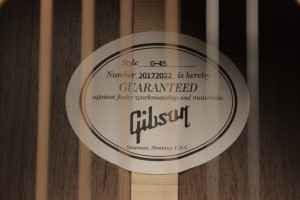 Style G-45
Number 20172022 is hereby
GUARANTEED
against faulty workmanship and materials.
Gibson
Bozeman, Montana U.S.A.